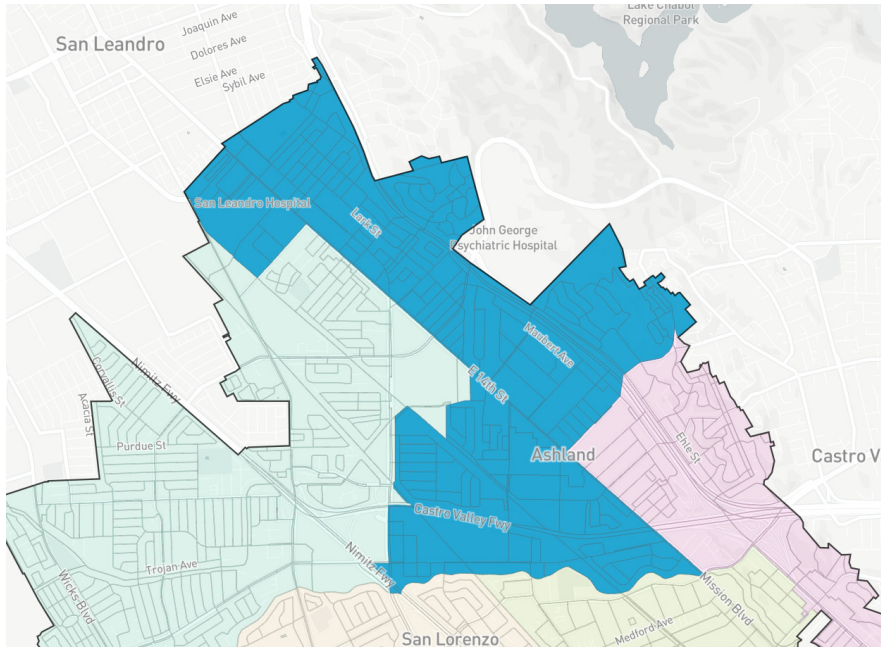 Lake Chabot
Regional Park
Joaquin Ave
San Leandro
Dolores Ave
Elsie Ave
Sybil Ave
San Leandro Hospital
Lark St
John George
Psychiatric Hospital
Maubert Ave
Nimitz Fwy
Corvallis St
E 14th St
Acacia St
Purdue St
Ashland
Ehle St
Castro V
Castro Valley Fwy
Nimitz Fwy
Trojan Ave
Wicks Blvd
Mission Blvd
San Lorenzo
Medford Ave